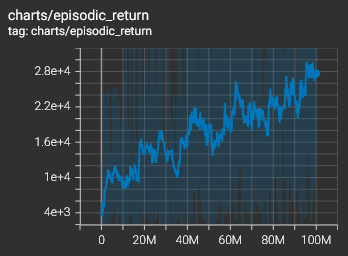 charts/episodic_return
tag: charts/episodic_return
2.8e+4
2.2e+4
1.6e+4
1e+4
4e+3
0 20M 40M 60M 80M 100M